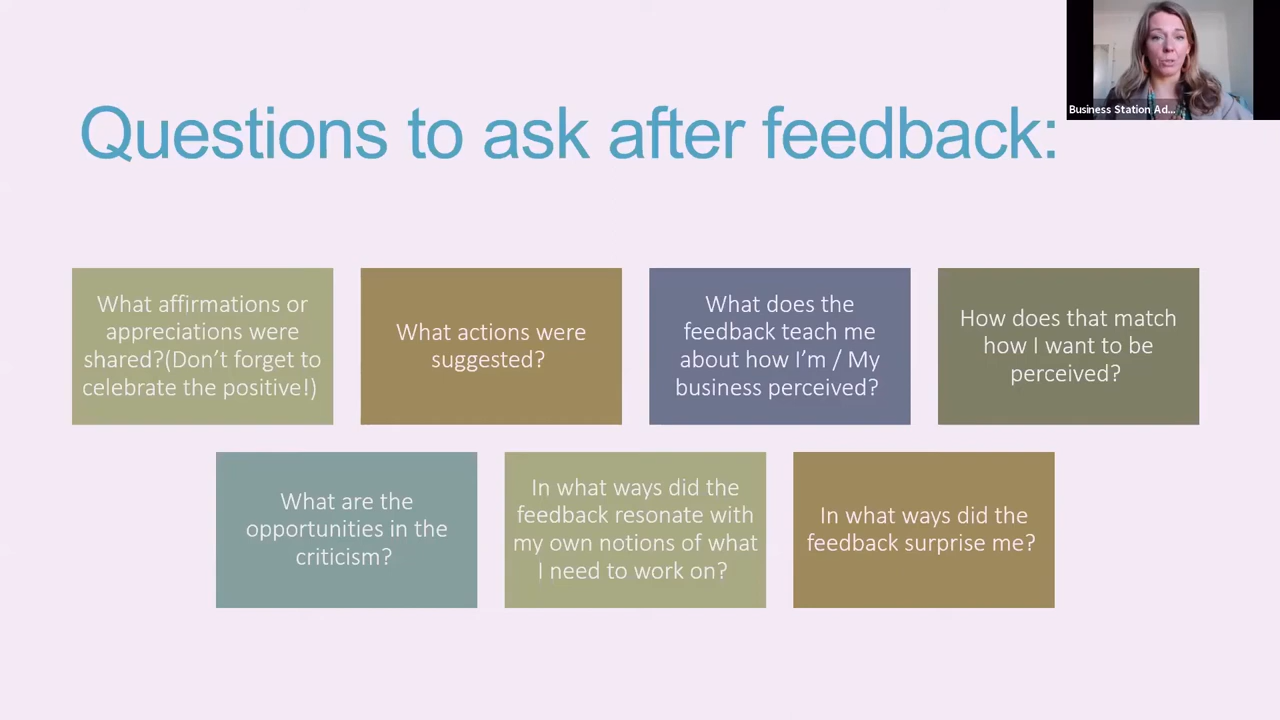 Business Station Ad...
Questions to ask after feedback:
What affirmations or
appreciations were
shared?(Don't forget to
celebrate the positive!)
What actions were
suggested?
What does the
feedback teach me
about how I'm / My
business perceived?
How does that match
how I want to be
perceived?
What are the
opportunities in the
criticism?
In what ways did the
feedback resonate with
my own notions of what
I need to work on?
In what ways did the
feedback surprise me?